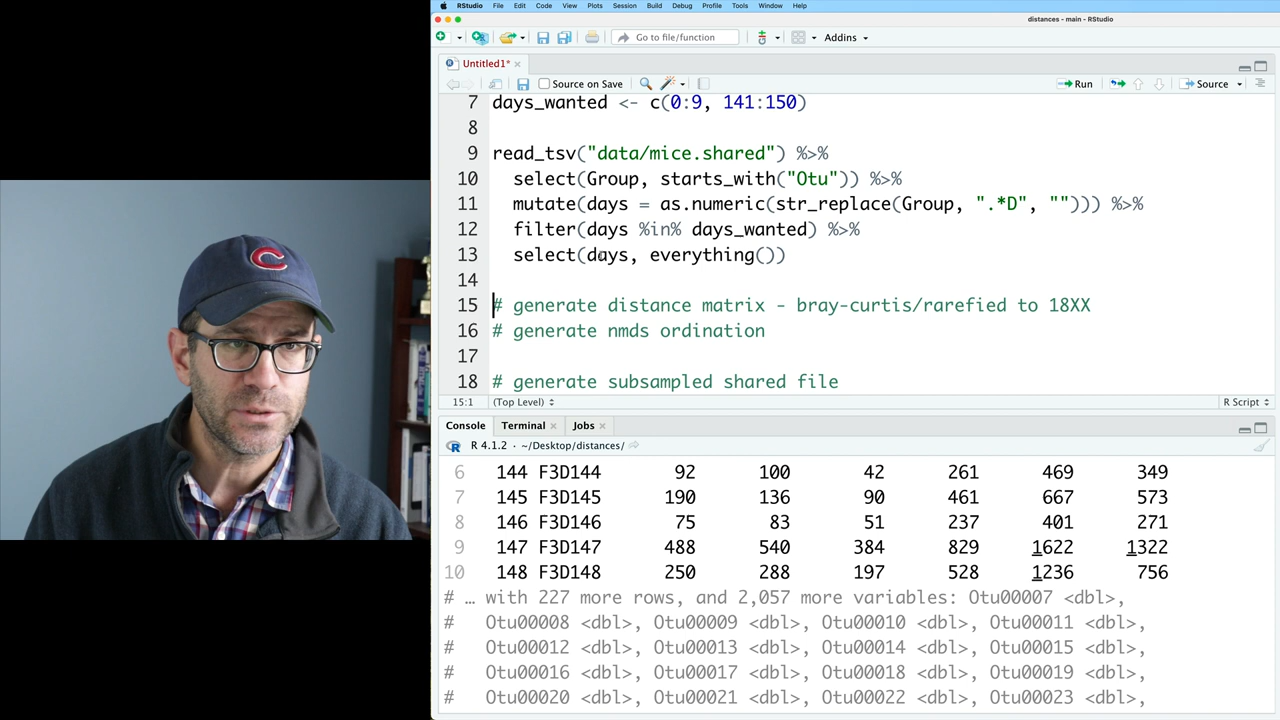 RStudio File Edit Code View Plots Session Build Debug Profile Tools Window Help
distances - main - RStudio
Go to file/function Addins
Untitled1*
Source on Save Run Source
7 days_wanted <- c(0:9, 141:150)
8
9 read_tsv("data/mice.shared") %>%
10 select(Group, starts_with("Otu")) %>%
11 mutate(days = as.numeric(str_replace(Group, ".*D", ""))) %>%
12 filter(days %in% days_wanted) %>%
13 select(days, everything())
14
15 # generate distance matrix - bray-curtis/rarefied to 18XX
16 # generate nmds ordination
17
18 # generate subsampled shared file
15:1 (Top Level) R Script
Console Terminal Jobs
R 4.1.2 · ~/Desktop/distances/
6 144 F3D144 92 100 42 261 469 349
7 145 F3D145 190 136 90 461 667 573
8 146 F3D146 75 83 51 237 401 271
9 147 F3D147 488 540 384 829 1622 1322
10 148 F3D148 250 288 197 528 1236 756
# … with 227 more rows, and 2,057 more variables: Otu00007 <dbl>,
# Otu00008 <dbl>, Otu00009 <dbl>, Otu00010 <dbl>, Otu00011 <dbl>,
# Otu00012 <dbl>, Otu00013 <dbl>, Otu00014 <dbl>, Otu00015 <dbl>,
# Otu00016 <dbl>, Otu00017 <dbl>, Otu00018 <dbl>, Otu00019 <dbl>,
# Otu00020 <dbl>, Otu00021 <dbl>, Otu00022 <dbl>, Otu00023 <dbl>,
C